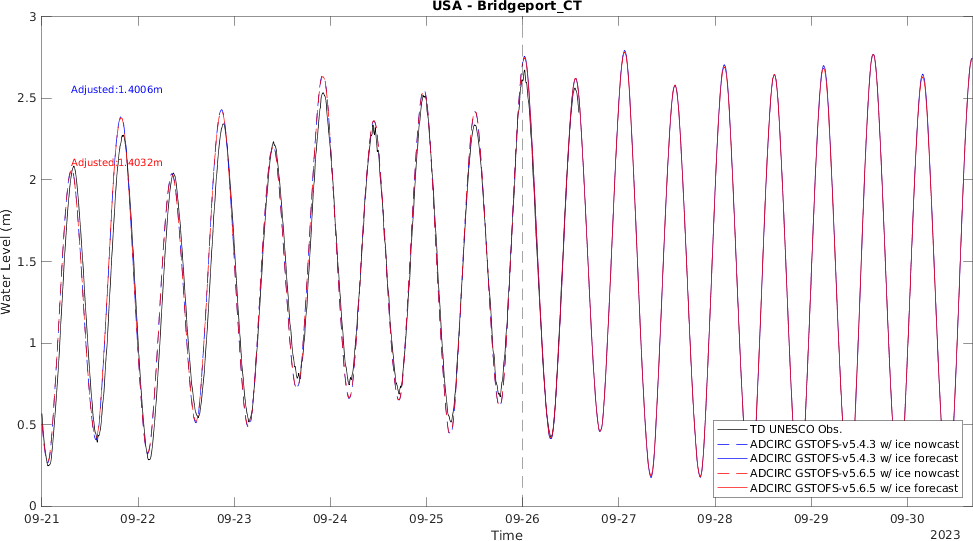 USA - Bridgeport_CT
3
2.5
2
1.5
1
0.5
0
Water Level (m)
Adjusted:1.4006m
Adjusted:1.4032m
TD UNESCO Obs.
ADCIRC GSTOFS-v5.4.3 w/ ice nowcast
ADCIRC GSTOFS-v5.4.3 w/ ice forecast
ADCIRC GSTOFS-v5.6.5 w/ ice nowcast
ADCIRC GSTOFS-v5.6.5 w/ ice forecast
09-21 09-22 09-23 09-24 09-25 09-26 09-27 09-28 09-29 09-30
Time
2023